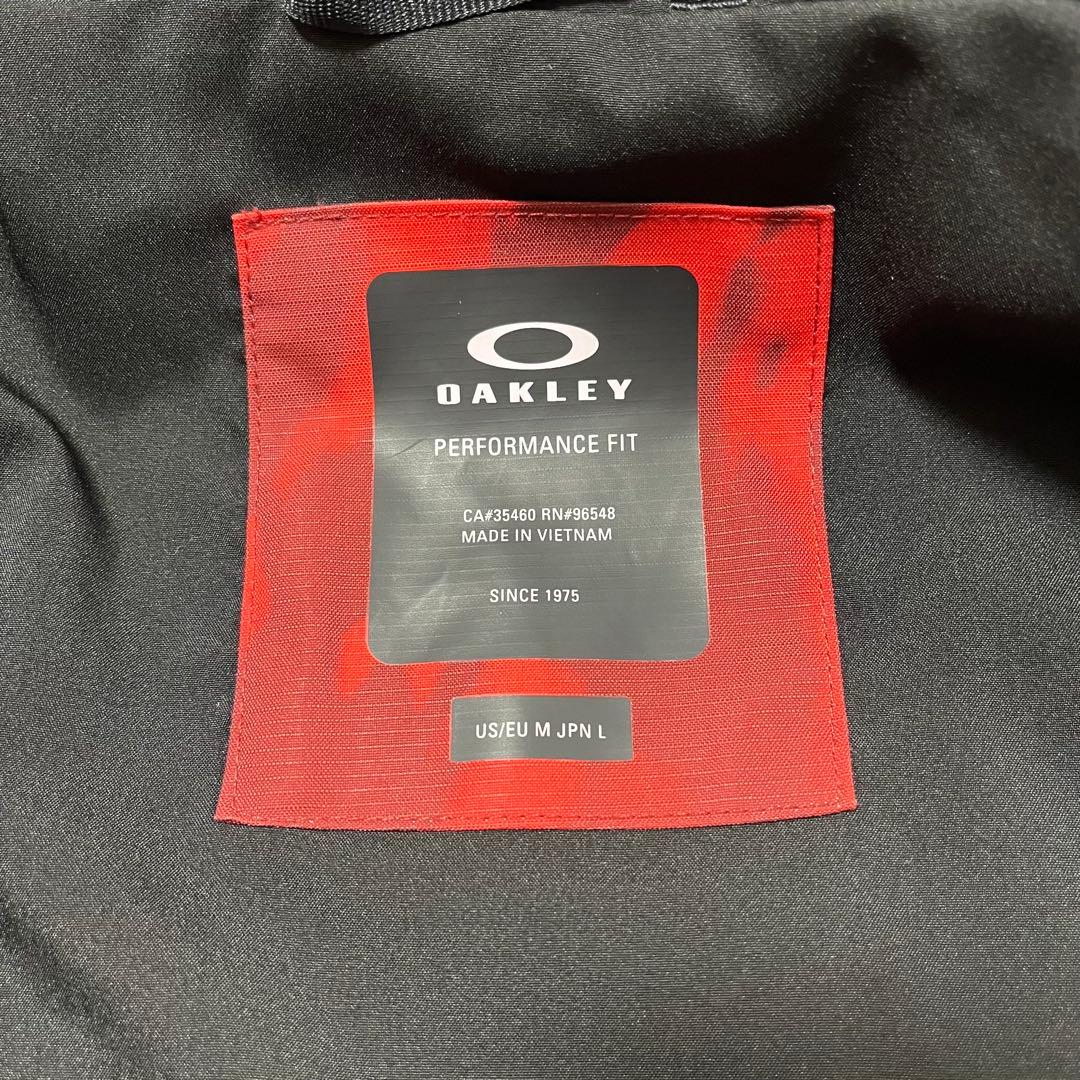 OAKLEY
PERFORMANCE FIT
CA#35460 RN#96548
MADE IN VIETNAM
SINCE 1975
US/EU M JPN L